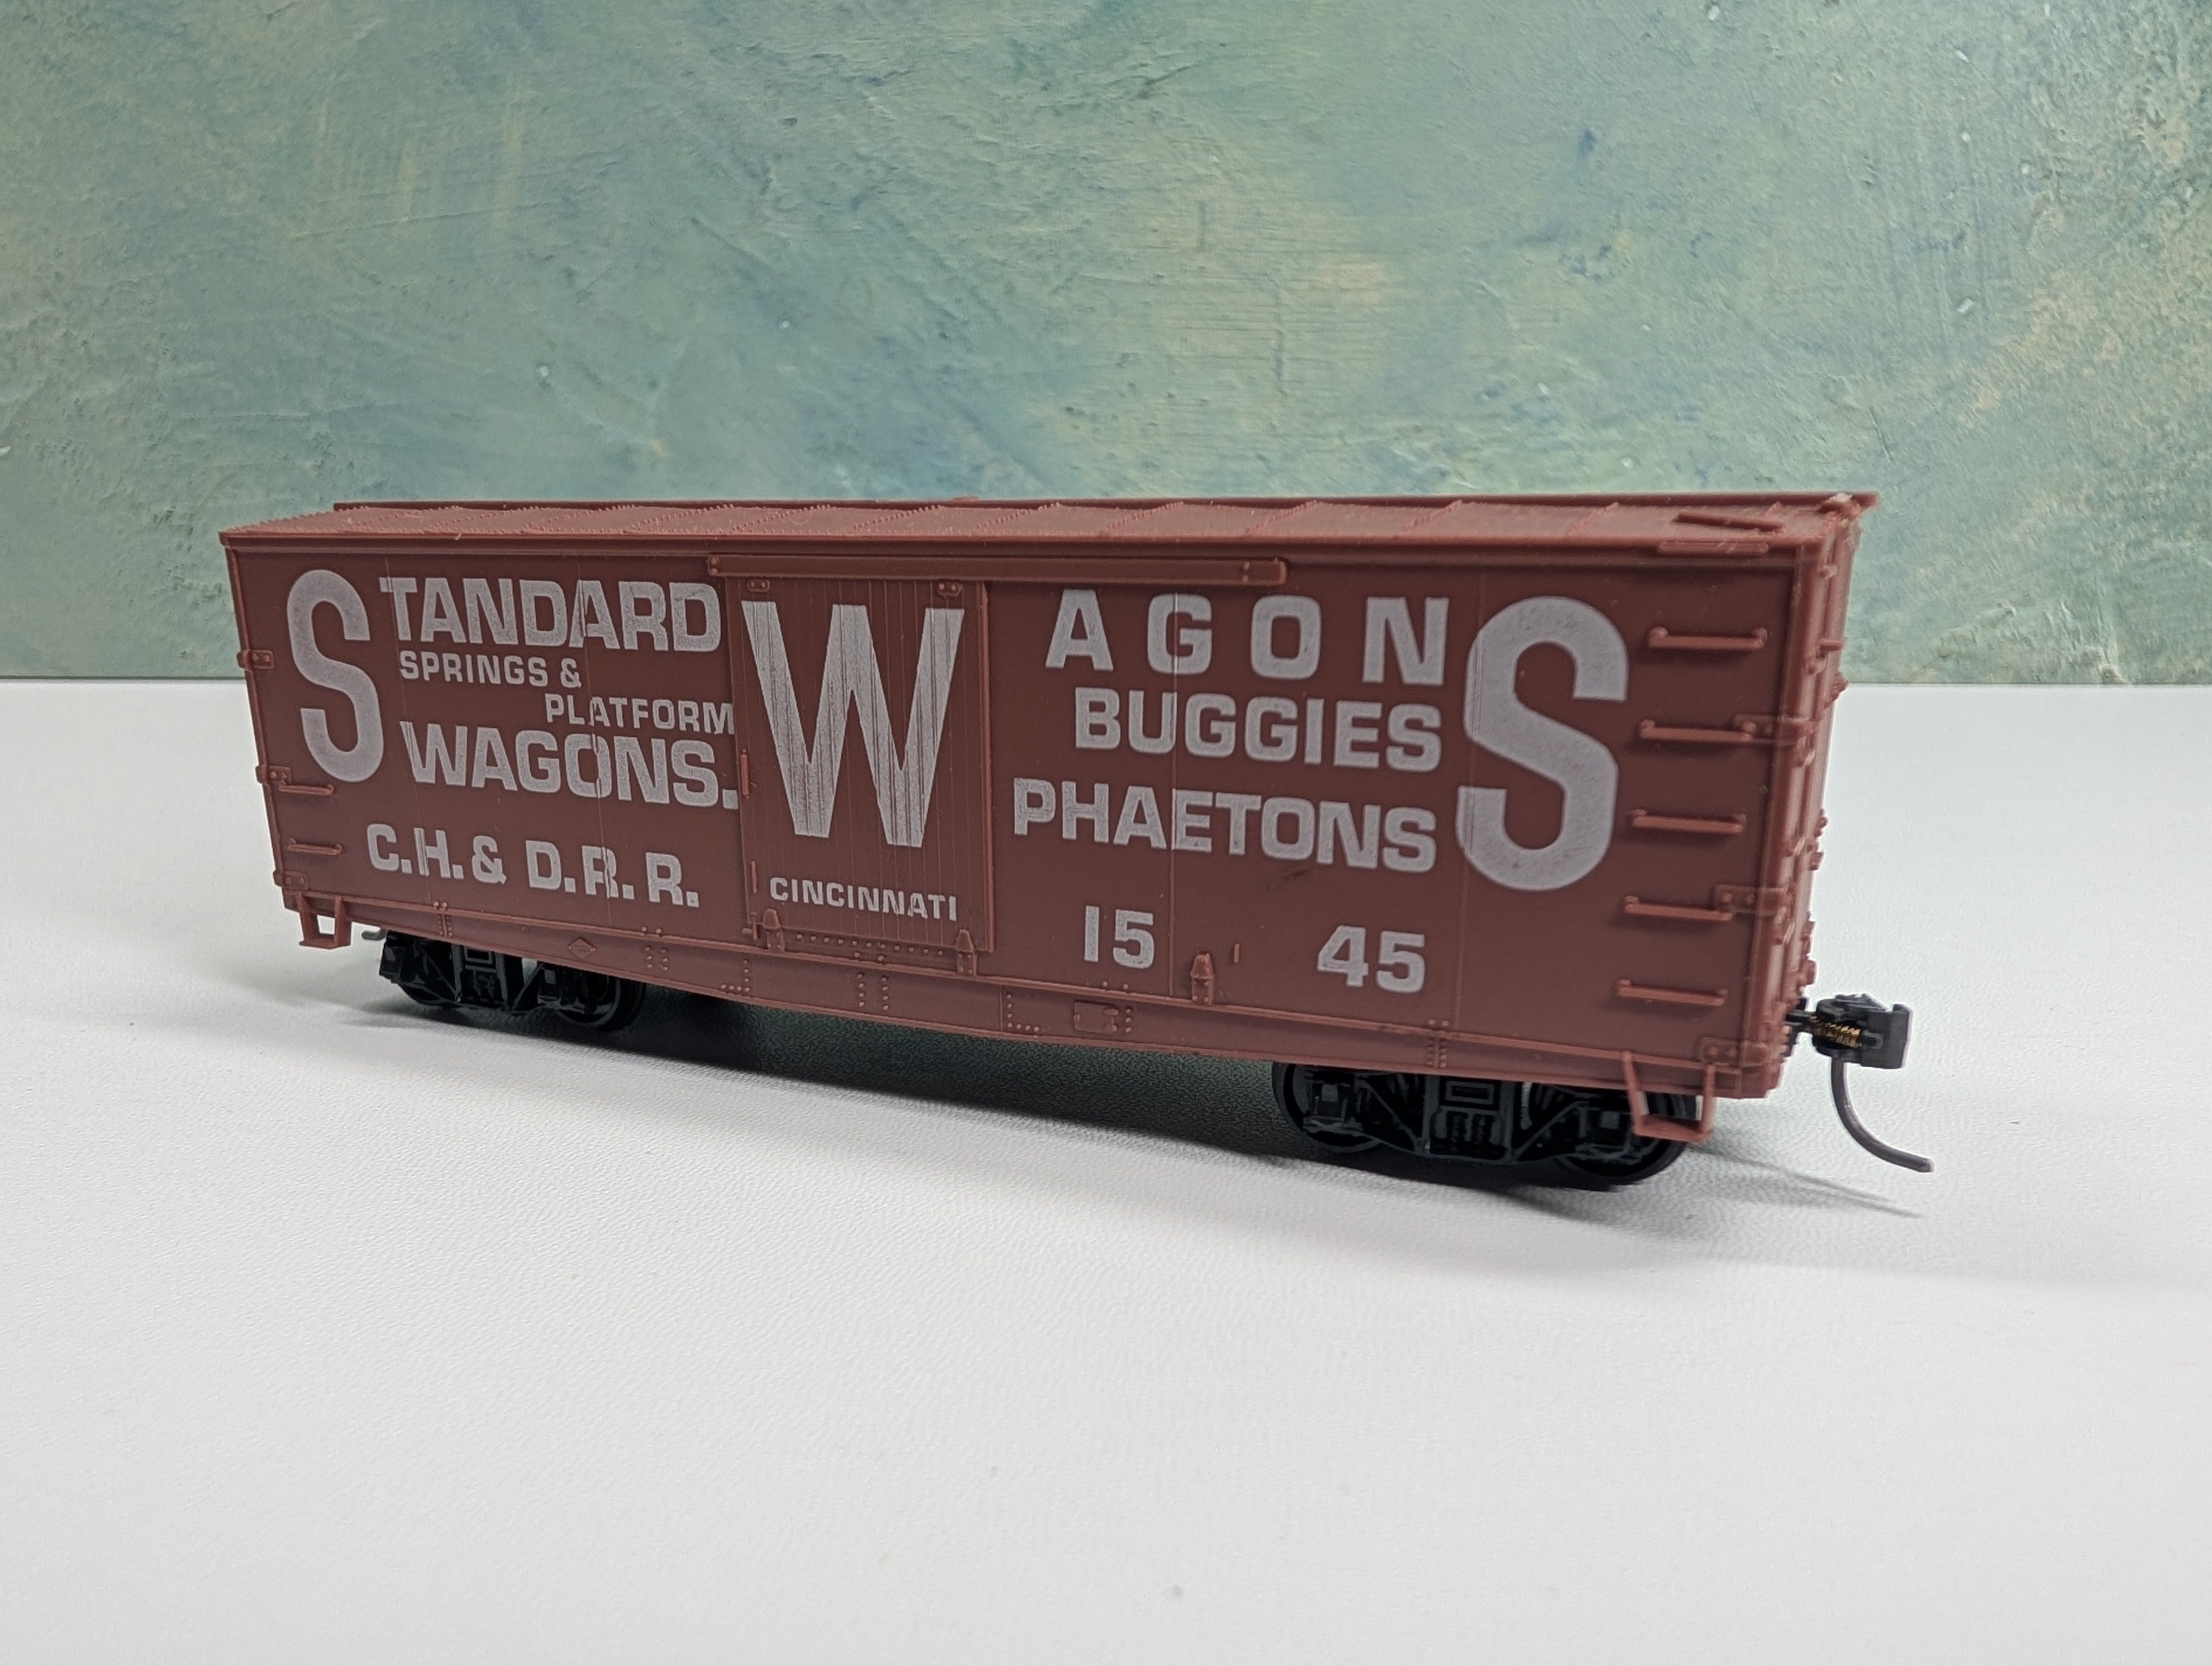 STANDARD
SPRINGS &
PLATFORM
WAGONS.
C.H. & D.R.R.
W
CINCINNATI
AGONS
BUGGIES
PHAETONS
15 45